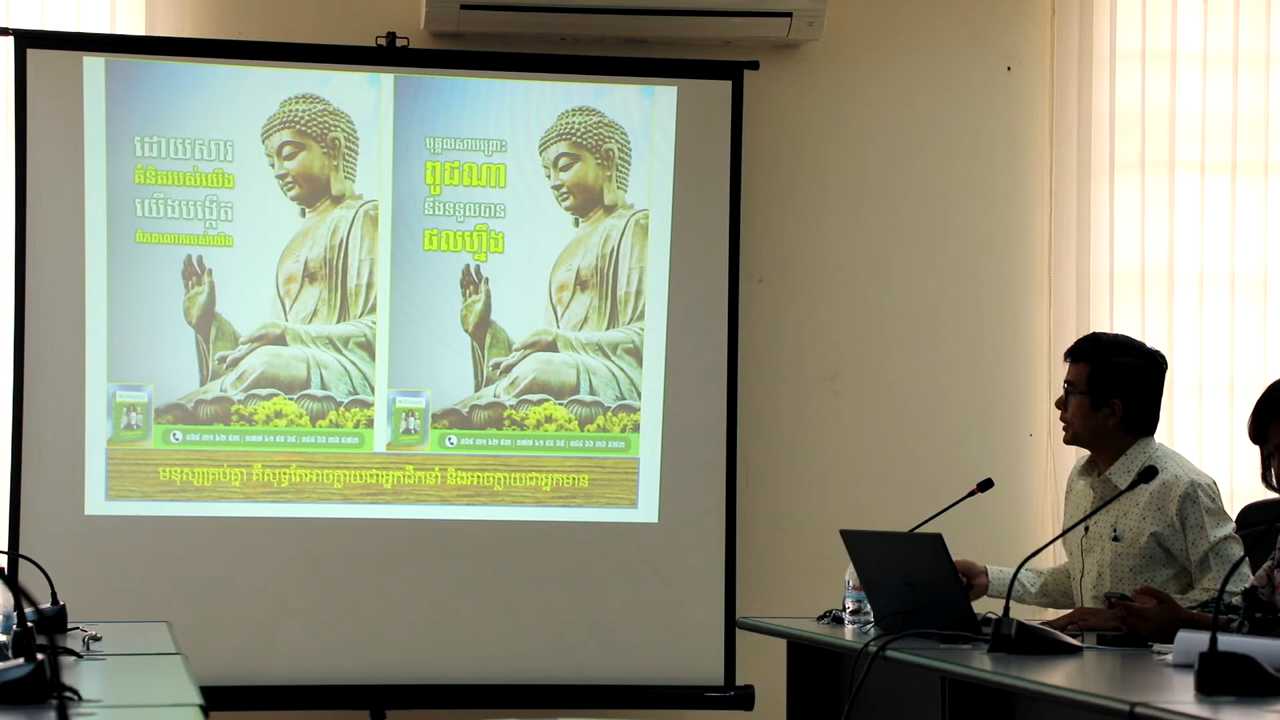 ដោយសារ
គំនិតរបស់យើង
យើងបង្កើត
ពិភពលោករបស់យើង
បុគ្គលសាបព្រោះ
ពូជណា
នឹងទទួលបាន
ផលហ្នឹង
មនុស្សគ្រប់គ្នា គឺសុទ្ធតែអាចក្លាយជាអ្នកដឹកនាំ និងអាចក្លាយជាអ្នកមាន